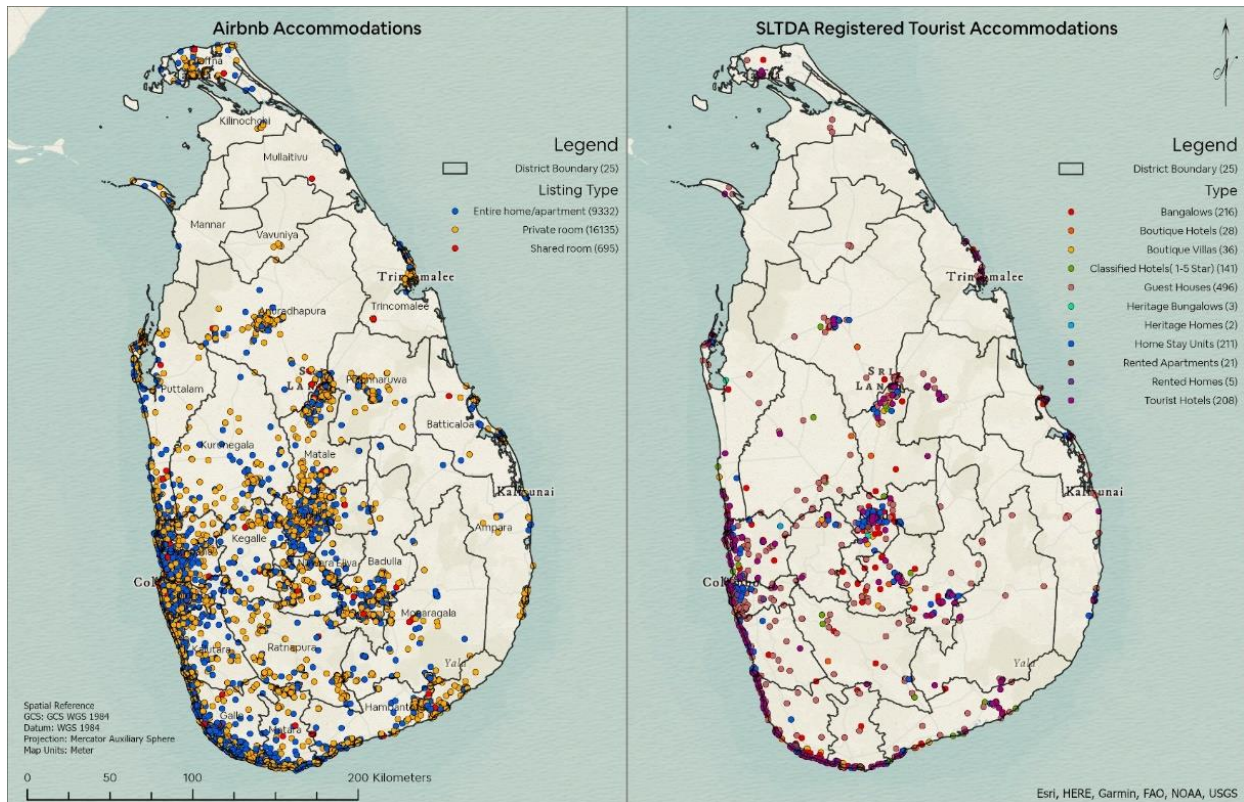 Airbnb Accommodations
Jaffna
Kilinochchi
Mullaitivu
Mannar
Vavuniya
Trincomalee
Trincomalee
Anuradhapura
Puttalam
Polonnaruwa
Batticaloa
Kurunegala
Matale
Kalmunai
Ampara
Kegalle
Nuwara Eliya
Badulla
Monaragala
Kalutara
Ratnapura
Yala
Galle
Matara
Hambantota
Legend
District Boundary (25)
Listing Type
Entire home/apartment (9332)
Private room (16135)
Shared room (695)
Spatial Reference
GCS: GCS WGS 1984
Datum: WGS 1984
Projection: Mercator Auxiliary Sphere
Map Units: Meter
0 50 100 200 Kilometers
SLTDA Registered Tourist Accommodations
Legend
District Boundary (25)
Type
Bangalows (216)
Boutique Hotels (28)
Boutique Villas (36)
Classified Hotels( 1-5 Star) (141)
Guest Houses (496)
Heritage Bungalows (3)
Heritage Homes (2)
Home Stay Units (211)
Rented Apartments (21)
Rented Homes (5)
Tourist Hotels (208)
Trincomalee
SRI
LANKA
Kalmunai
Colombo
Yala
Esri, HERE, Garmin, FAO, NOAA, USGS